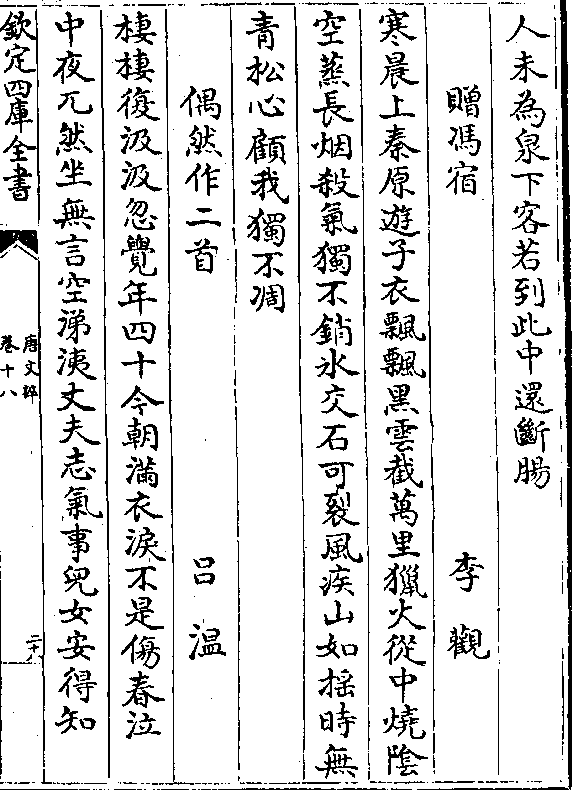 人未為泉下客若到此中還斷腸
贈馮宿 李觀
寒晨上秦原遊子衣飄飄黑雲截萬里獵火從中燒陰
空蒸長烟殺氣獨不銷氷交石可裂風疾山如揺時無
青松心顧我獨不凋
偶然作二首 呂溫
棲棲復汲汲忽覺年四十今朝滿衣淚不是傷春泣
中夜兀然坐無言空涕洟丈夫志氣事兒女安得知
欽定四庫全書
唐文粹
卷十八
二十八